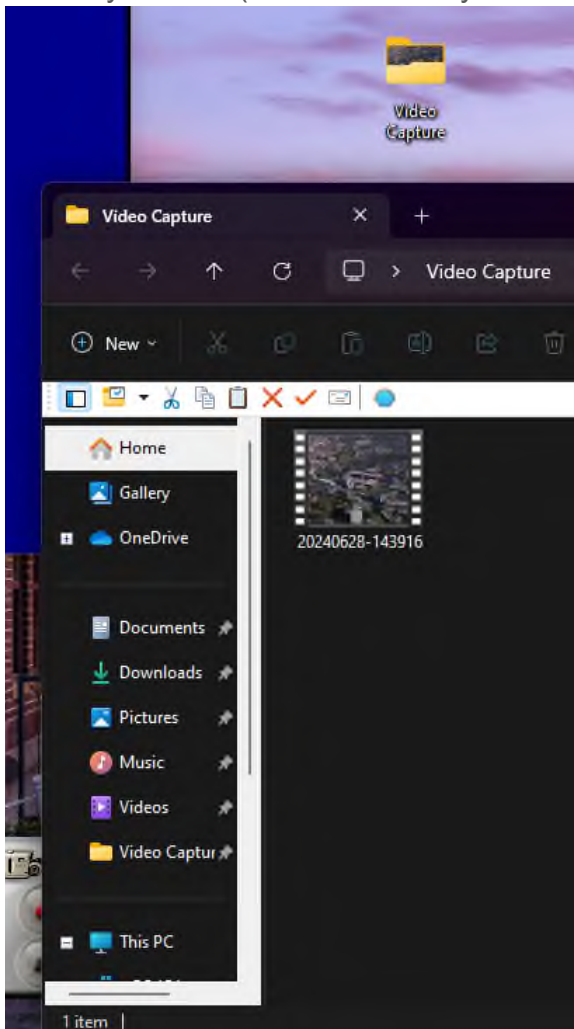 Video
Capture
Video Capture
Video Capture
New
Home
Gallery
OneDrive
20240628-143916
Documents
Downloads
Pictures
Music
Videos
Video Captur
This PC
1 item